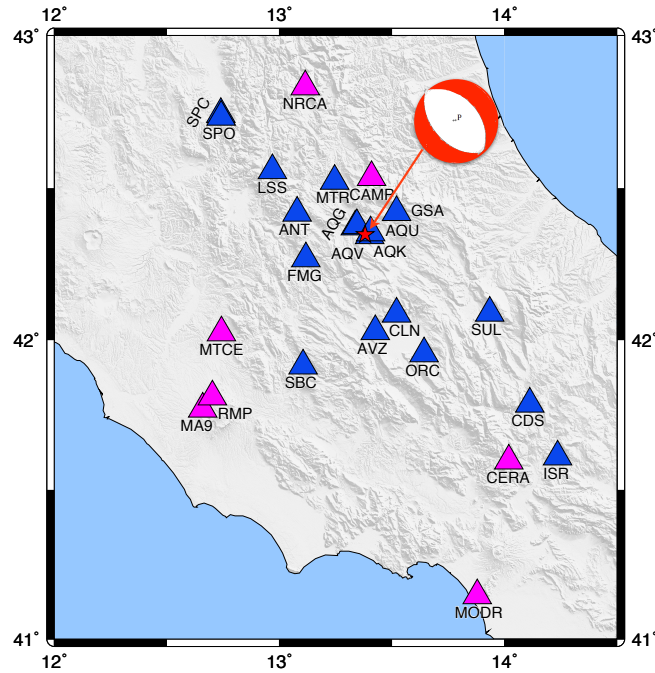 12° 13° 14°
43° 43°
NRCA
SPC
SPO
P
LSS
MTR
CAMP
ANT
AQG
GSA
AQU
AQV
AQK
FMG
42° 42°
CLN
SUL
MTCE
AVZ
ORC
SBC
CDS
RMP
MA9
CERA
ISR
MODR
41° 41°
12° 13° 14°